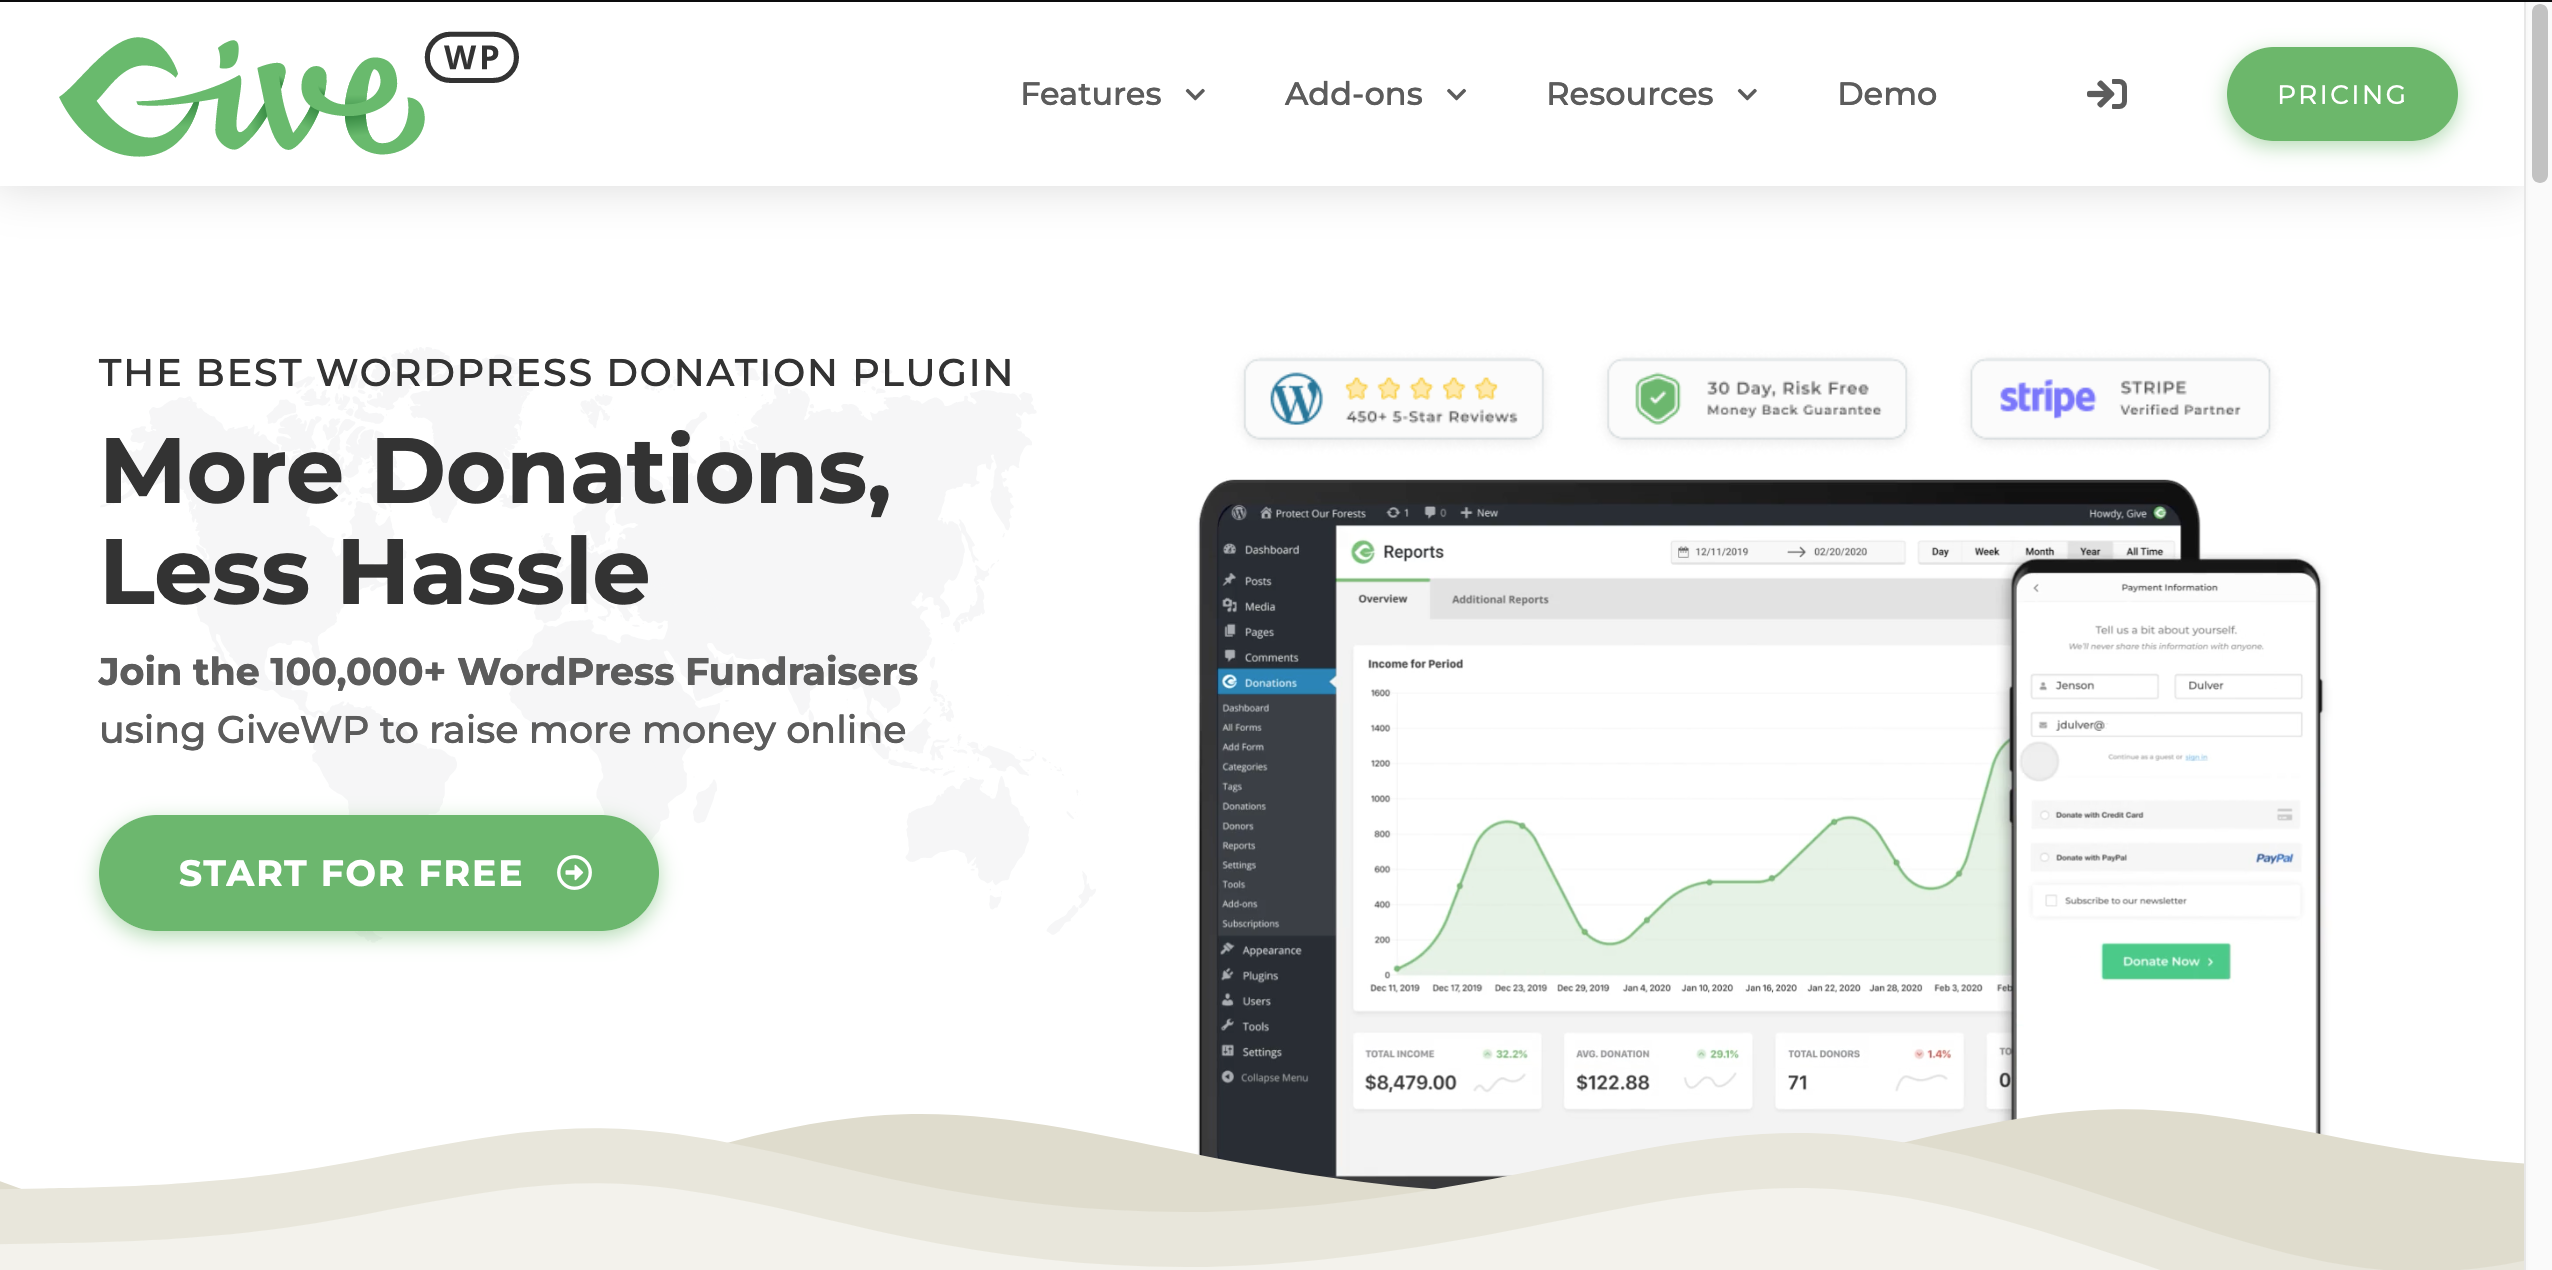 Give WP
Features
Add-ons
Resources
Demo
PRICING
THE BEST WORDPRESS DONATION PLUGIN
More Donations,
Less Hassle
Join the 100,000+ WordPress Fundraisers
using GiveWP to raise more money online
START FOR FREE
450+ 5-Star Reviews
30 Day, Risk Free
Money Back Guarantee
stripe
STRIPE
Verified Partner
Protect Our Forests 1 0 New
Howdy, Give
Dashboard
Posts
Media
Pages
Comments
Donations
Dashboard
All Forms
Add Form
Categories
Tags
Donations
Donors
Reports
Settings
Tools
Add-ons
Subscriptions
Appearance
Plugins
Users
Tools
Settings
Collapse Menu
Reports
12/11/2019 02/20/2020
Day Week Month Year All Time
Overview Additional Reports
Income for Period
1600
1400
1200
1000
800
600
400
200
0
Dec 11, 2019 Dec 17, 2019 Dec 23, 2019 Dec 29, 2019 Jan 4, 2020 Jan 10, 2020 Jan 16, 2020 Jan 22, 2020 Jan 28, 2020 Feb 3, 2020 Feb
TOTAL INCOME 32.2%
$8,479.00
AVG. DONATION 29.1%
$122.88
TOTAL DONORS 1.4%
71
TO
0
Payment Information
Tell us a bit about yourself.
We'll never share this information with anyone.
Jenson Dulver
jdulver@
Continue as a guest or sign in
Donate with Credit Card
Donate with PayPal PayPal
Subscribe to our newsletter
Donate Now